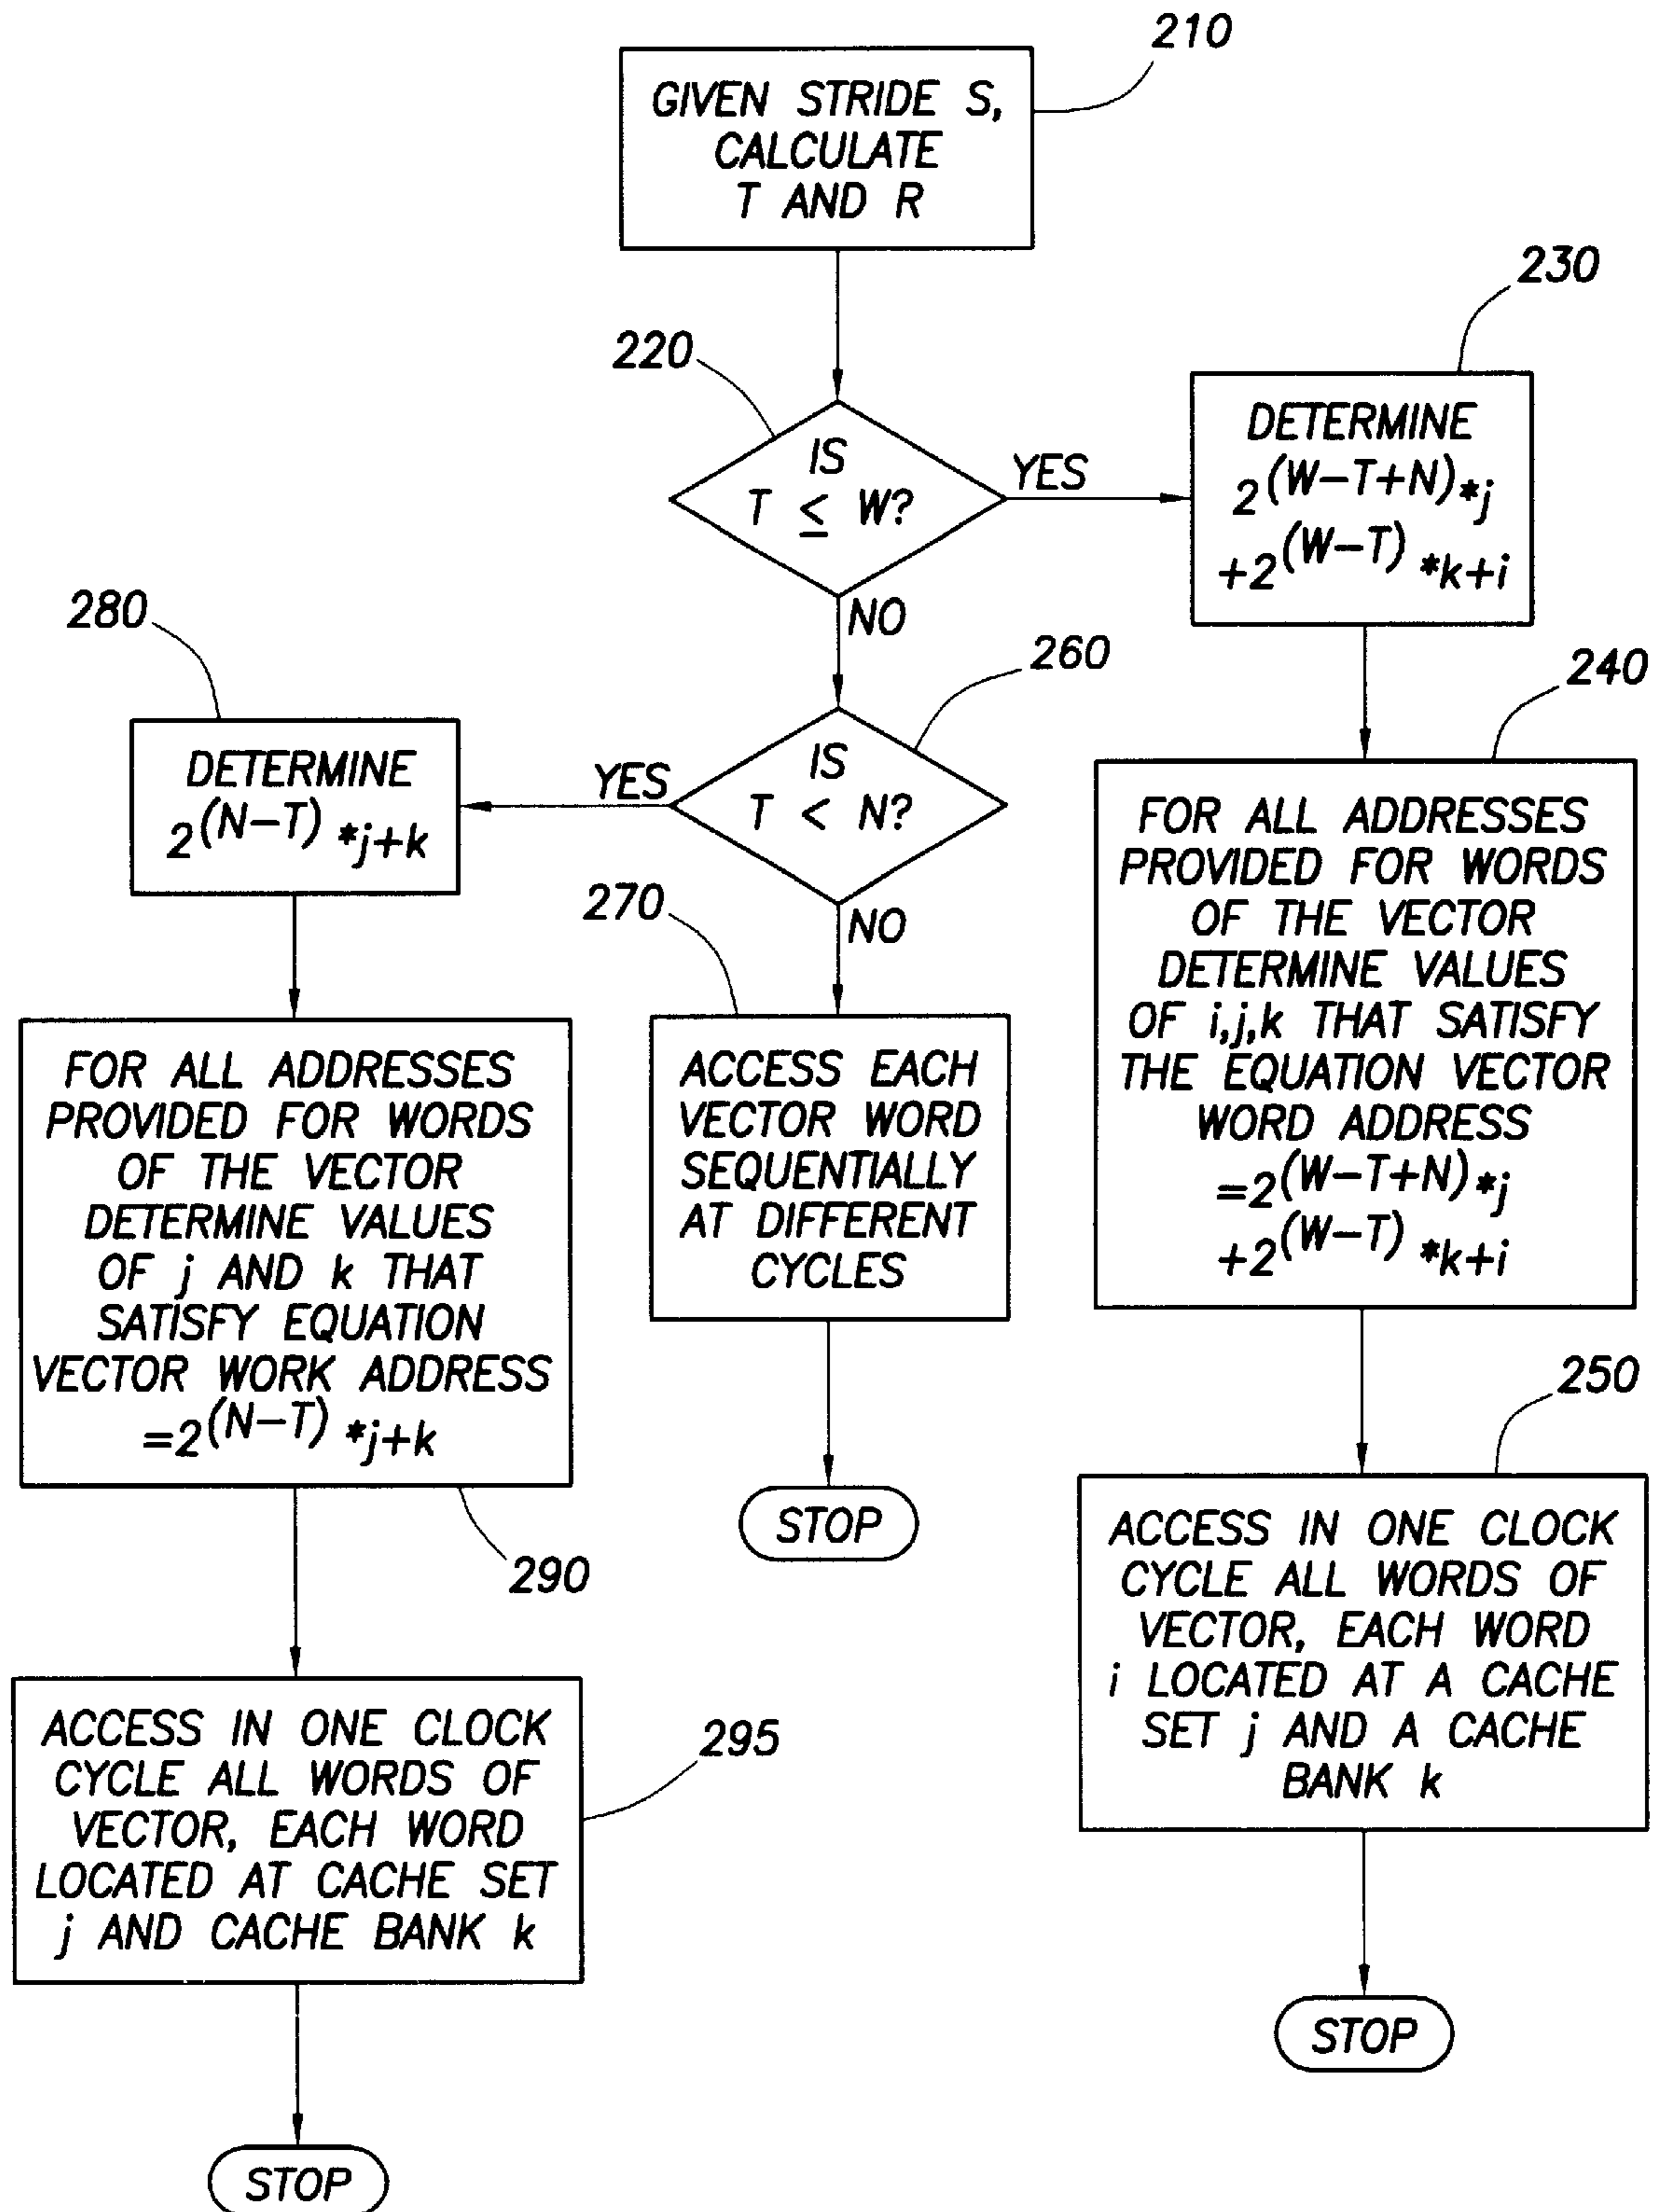 210
GIVEN STRIDE S,
CALCULATE
T AND R
220
IS
T ≤ W?
YES
NO
230
DETERMINE
2^(W-T+N)*j
+2^(W-T)*k+i
240
FOR ALL ADDRESSES
PROVIDED FOR WORDS
OF THE VECTOR
DETERMINE VALUES
OF i,j,k THAT SATISFY
THE EQUATION VECTOR
WORD ADDRESS
=2^(W-T+N)*j
+2^(W-T)*k+i
250
ACCESS IN ONE CLOCK
CYCLE ALL WORDS OF
VECTOR, EACH WORD
i LOCATED AT A CACHE
SET j AND A CACHE
BANK k
STOP
260
IS
T < N?
YES
NO
270
ACCESS EACH
VECTOR WORD
SEQUENTIALLY
AT DIFFERENT
CYCLES
STOP
280
DETERMINE
2^(N-T)*j+k
FOR ALL ADDRESSES
PROVIDED FOR WORDS
OF THE VECTOR
DETERMINE VALUES
OF j AND k THAT
SATISFY EQUATION
VECTOR WORK ADDRESS
=2^(N-T)*j+k
290
ACCESS IN ONE CLOCK
CYCLE ALL WORDS OF
VECTOR, EACH WORD
LOCATED AT CACHE SET
j AND CACHE BANK k
295
STOP